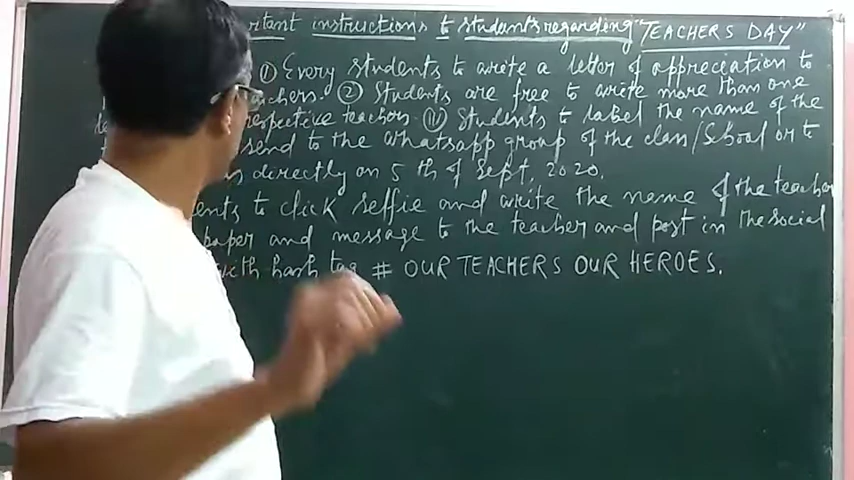 rtant instructions to students regarding "TEACHERS DAY"
① Every students to write a letter of appreciation to
chers. ② Students are free to write more than one
respective teachers. Students to label the name of the
send to the whatsapp group of the class/School or to
directly on 5 th of Sept, 2020.
ents to click selfie and write the name of the teacher
paper and message to the teacher and post in the social
with hash tag # OUR TEACHERS OUR HEROES.